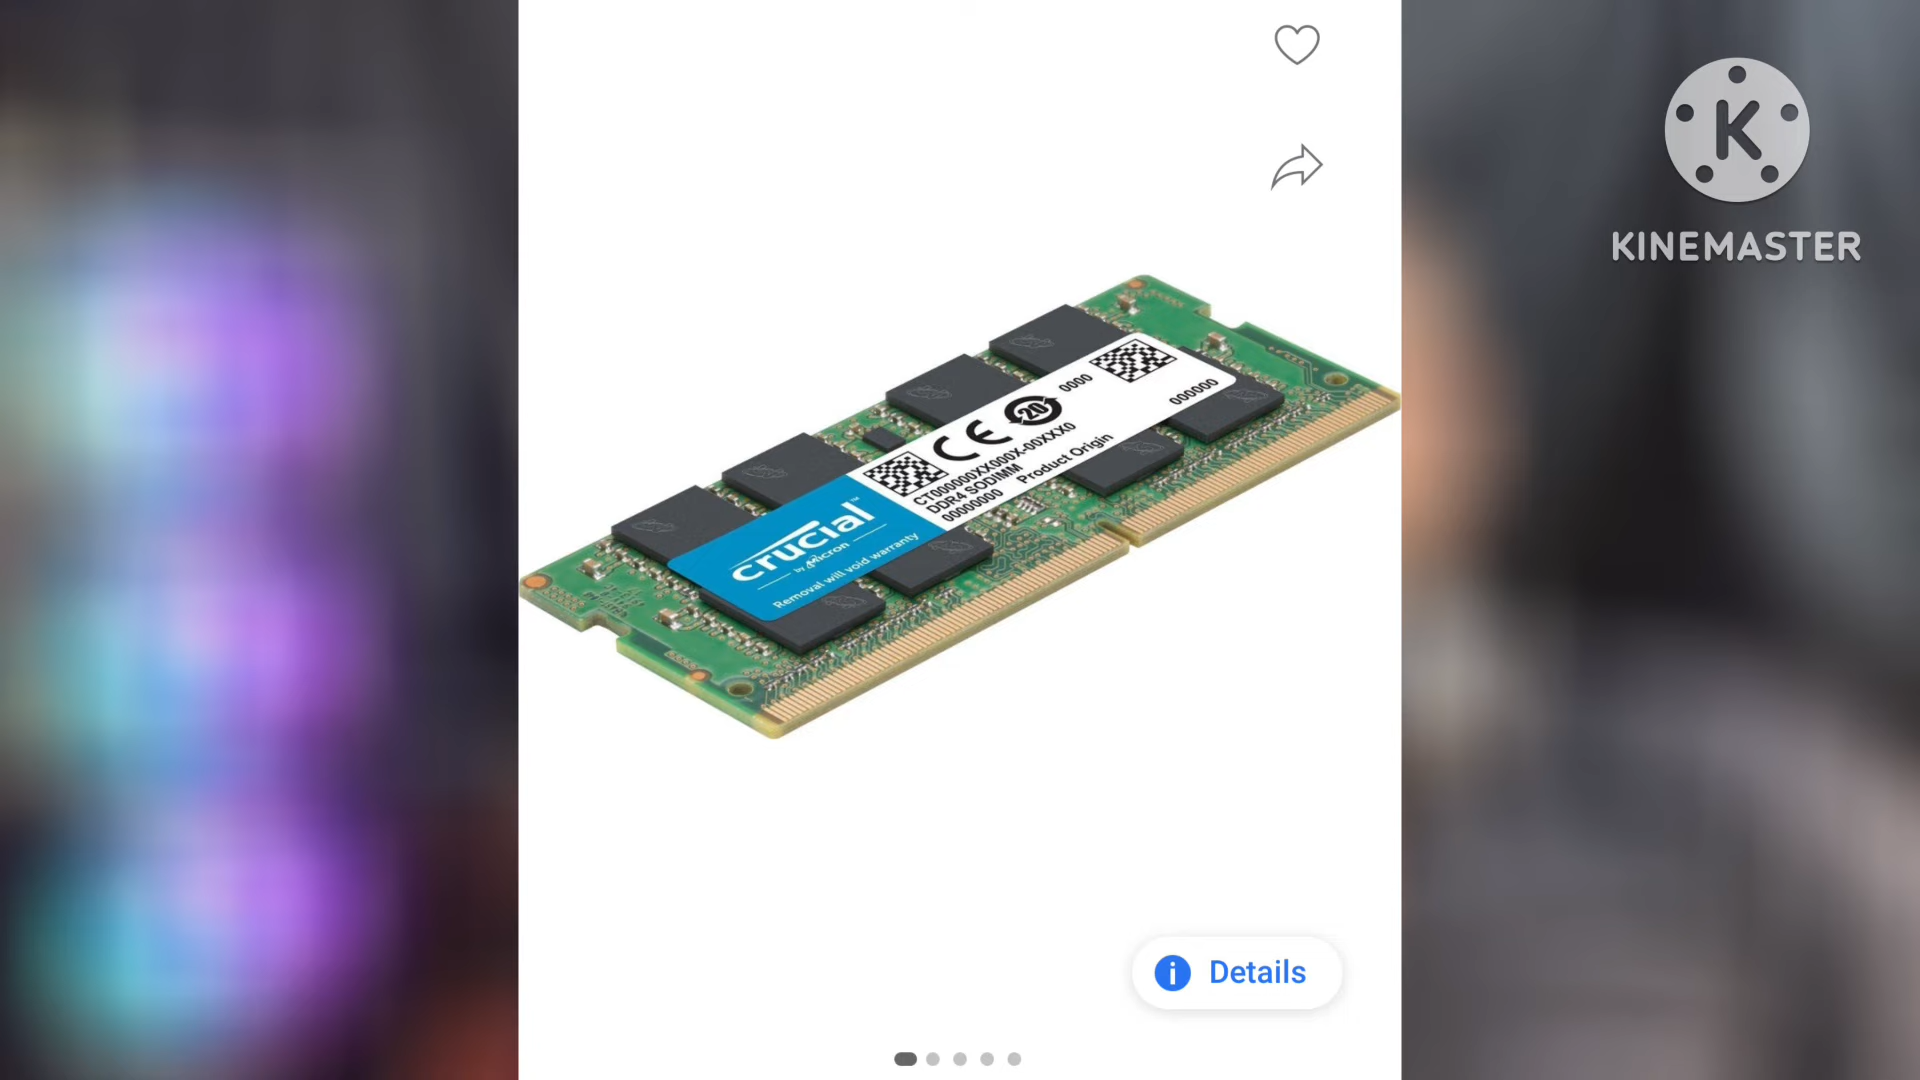 K
KINEMASTER
0000
000000
CE
20
CT000000XX000X-00XXX0
DDR4 SODIMM
00000000 Product Origin
crucial™
by Micron
Removal will void warranty
i Details